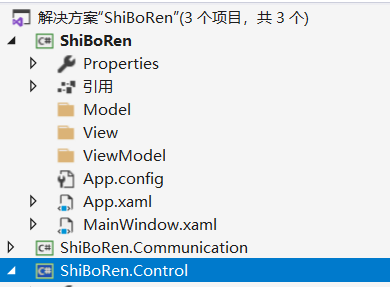 解决方案"ShiBoRen"(3 个项目，共 3 个)
ShiBoRen
Properties
引用
Model
View
ViewModel
App.config
App.xaml
MainWindow.xaml
ShiBoRen.Communication
ShiBoRen.Control